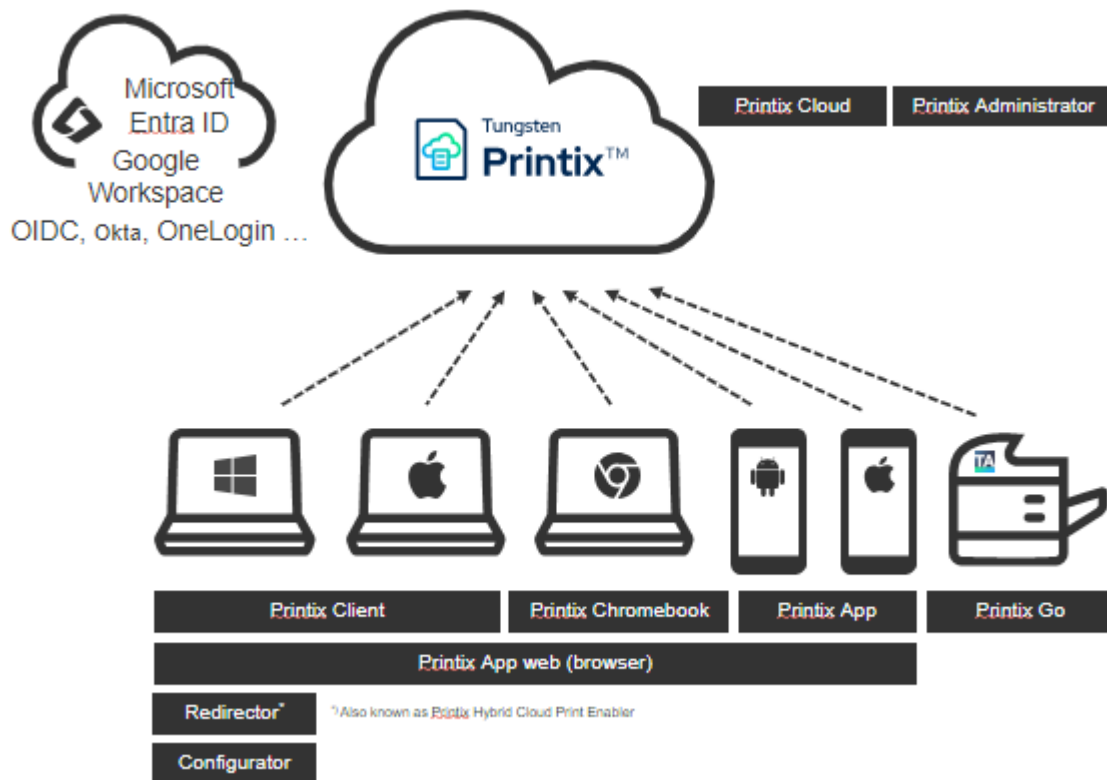 Microsoft
Entra ID
Google
Workspace
OIDC, Okta, OneLogin ...
Tungsten
Printix™
Printix Cloud
Printix Administrator
TA
Printix Client
Printix Chromebook
Printix App
Printix Go
Printix App web (browser)
Redirector*
*) Also known as Printix Hybrid Cloud Print Enabler
Configurator